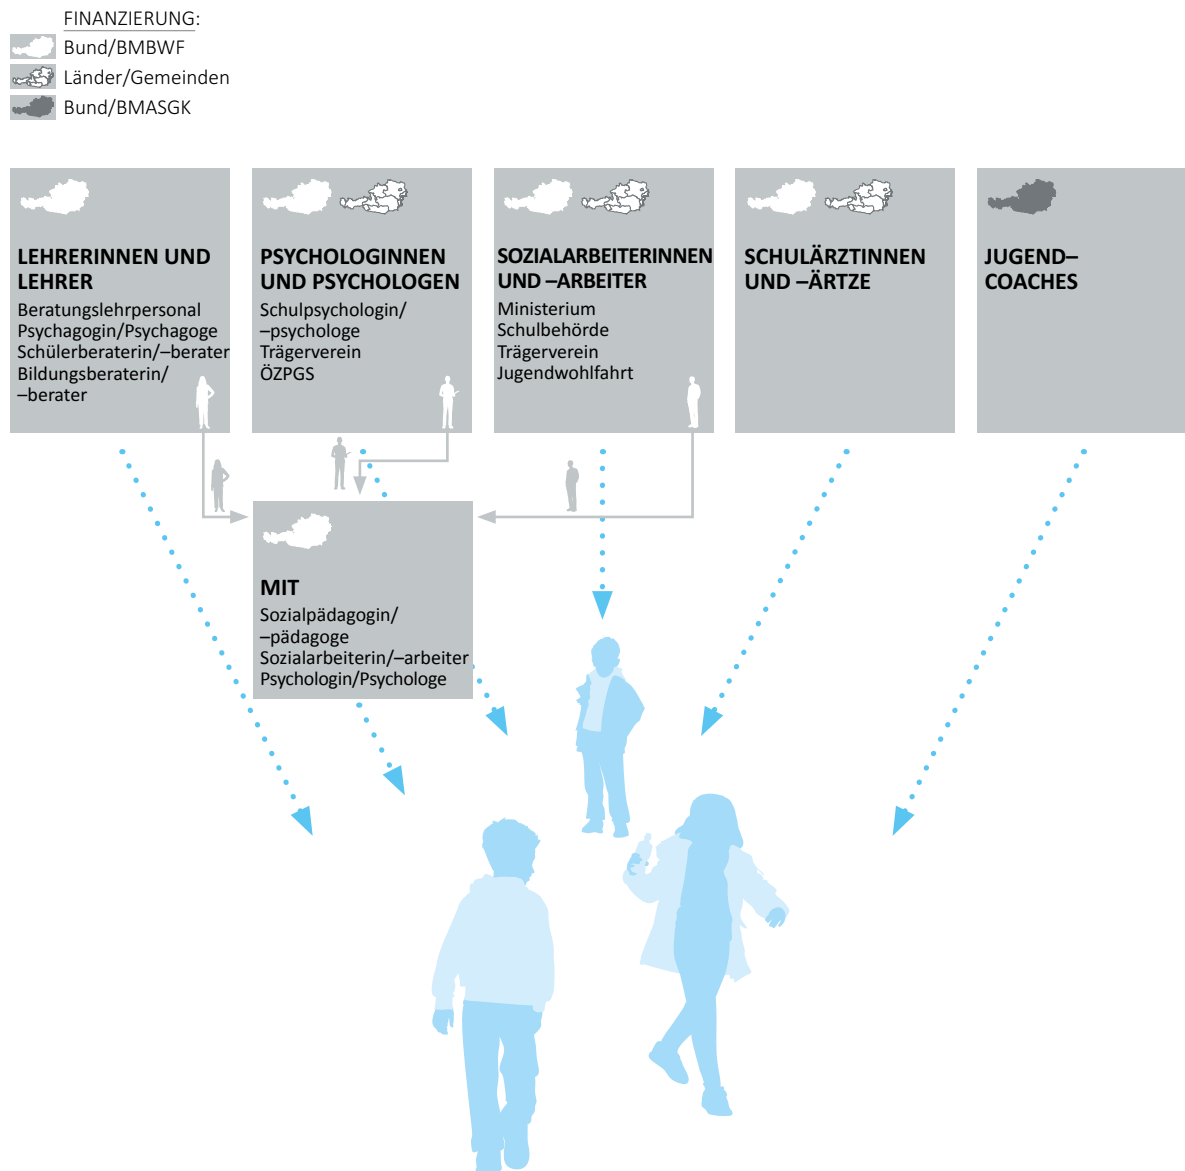 FINANZIERUNG:
Bund/BMBWF
Länder/Gemeinden
Bund/BMASGK
LEHRERINNEN UND
LEHRER
Beratungslehrpersonal
Psychagogin/Psychagoge
Schülerberaterin/–berater
Bildungsberaterin/
–berater
PSYCHOLOGINNEN
UND PSYCHOLOGEN
Schulpsychologin/
–psychologe
Trägerverein
ÖZPGS
SOZIALARBEITERINNEN
UND –ARBEITER
Ministerium
Schulbehörde
Trägerverein
Jugendwohlfahrt
SCHULÄRZTINNEN
UND –ÄRTZE
JUGEND–
COACHES
MIT
Sozialpädagogin/
–pädagoge
Sozialarbeiterin/–arbeiter
Psychologin/Psychologe